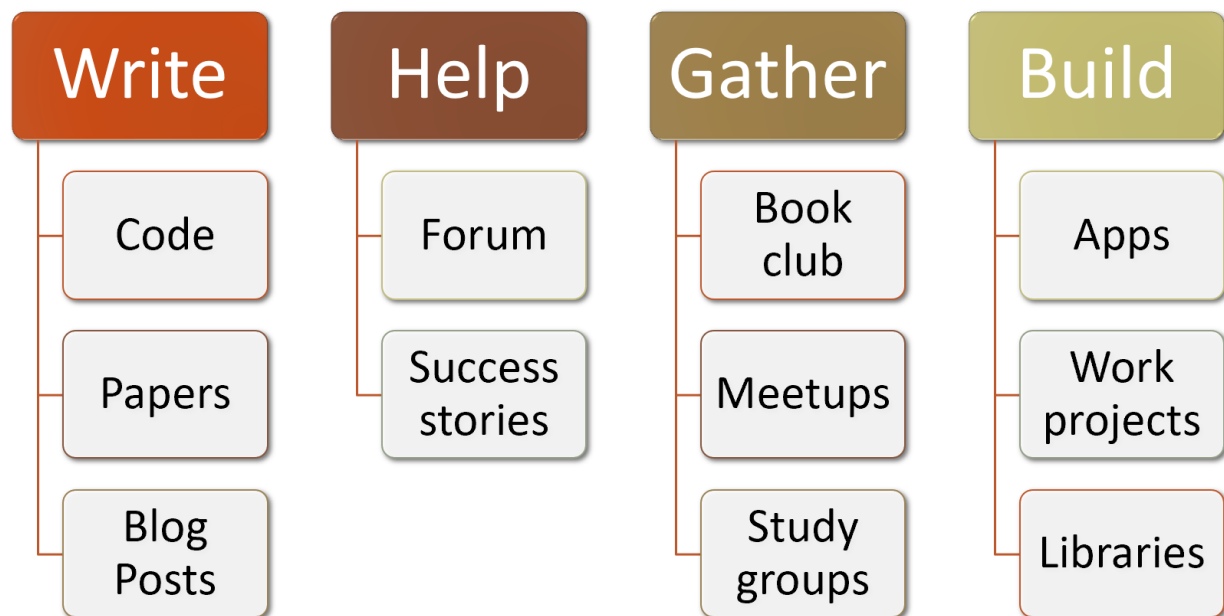 Write
Code
Papers
Blog
Posts
Help
Forum
Success
stories
Gather
Book
club
Meetups
Study
groups
Build
Apps
Work
projects
Libraries